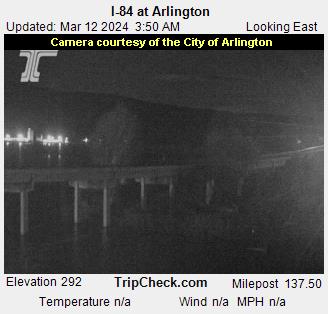 I-84 at Arlington
Updated: Mar 12 2024 3:50 AM Looking East
Camera courtesy of the City of Arlington
Elevation 292 TripCheck.com Milepost 137.50
Temperature n/a Wind n/a MPH n/a